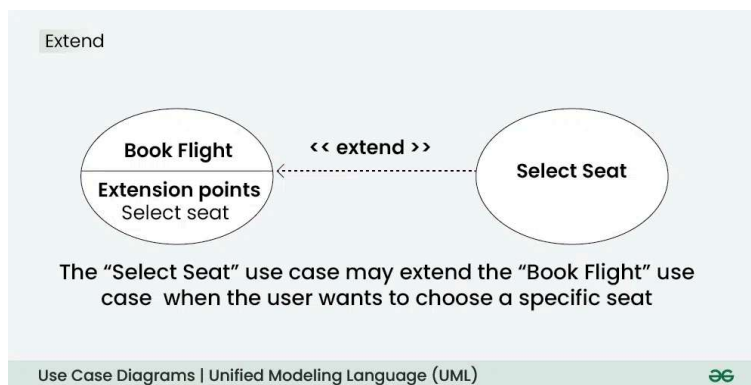 Extend
Book Flight
Extension points
Select seat
<< extend >>
Select Seat
The “Select Seat” use case may extend the “Book Flight” use
case when the user wants to choose a specific seat
Use Case Diagrams | Unified Modeling Language (UML)